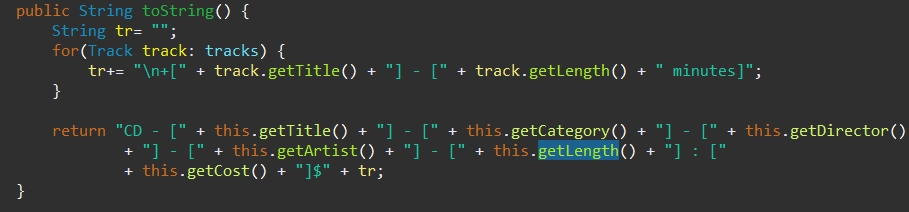 public String toString() {
String tr= "";
for(Track track: tracks) {
tr+= "\n+[" + track.getTitle() + "] - [" + track.getLength() + " minutes]";
}
return "CD - [" + this.getTitle() + "] - [" + this.getCategory() + "] - [" + this.getDirector()
+ "] - [" + this.getArtist() + "] - [" + this.getLength() + "] : ["
+ this.getCost() + "]$" + tr;
}